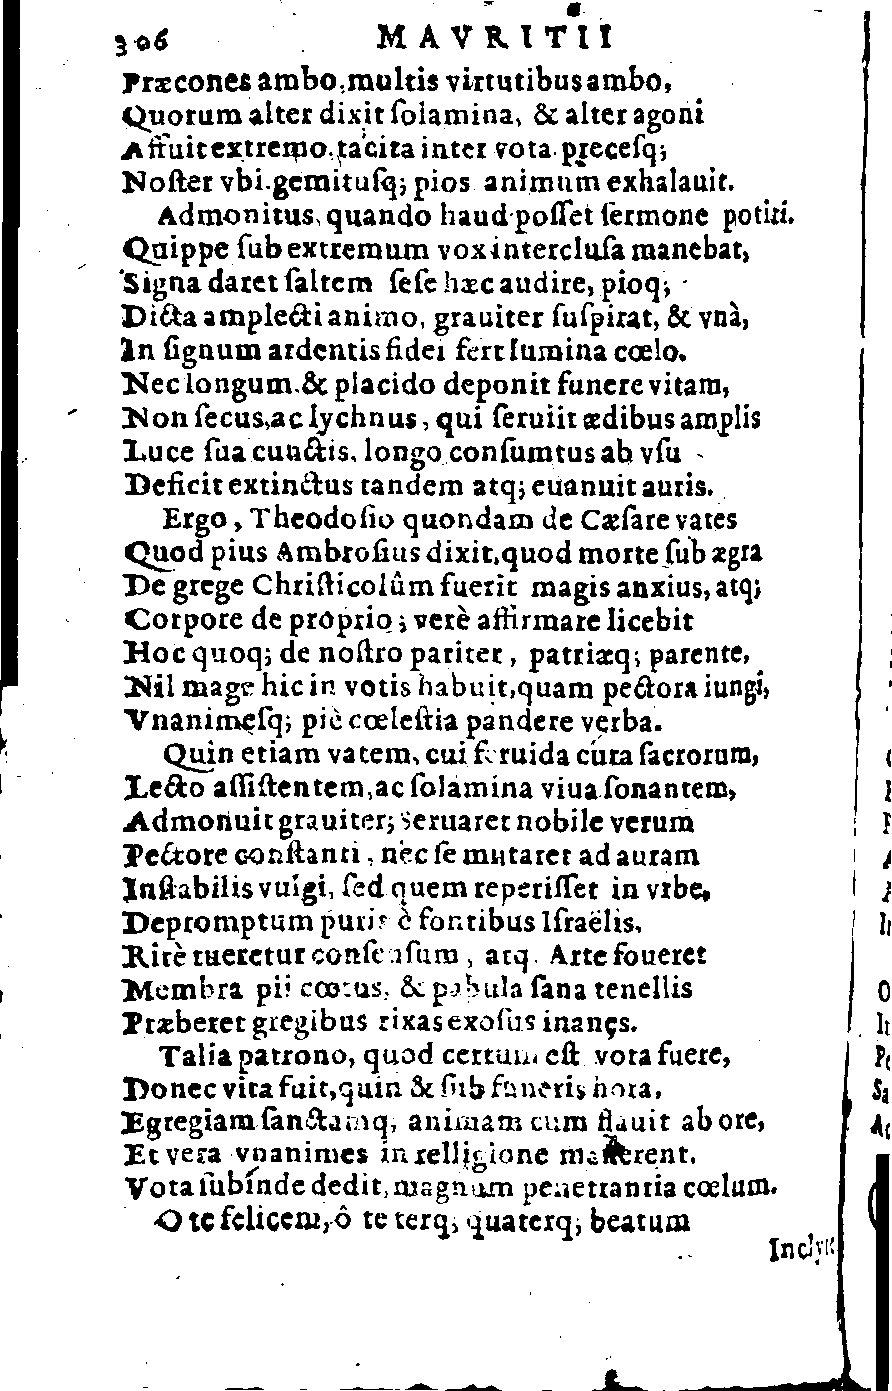 306 MAVRITII
Præcones ambo, multis virtutibus ambo,
Quorum alter dixit ſolamina, & alter agoni
Affuit extremo, tacita inter vota preceſq;
Noſter vbi gemituſq; pios animum exhalauit.
Admonitus, quando haud poſſet ſermone potiri.
Quippe ſub extremum vox intercluſa manebat,
Signa daret ſaltem ſeſe hæc audire, pioq;
Dicta amplecti animo, grauiter ſuſpirat, & vnà,
In ſignum ardentis fidei fert lumina cœlo.
Nec longum, & placido deponit funere vitam,
Non ſecus, ac lychnus, qui ſeruiit ædibus amplis
Luce ſua cunctis, longo conſumtus ab vſu
Deficit extinctus tandem atq; euanuit auris.
Ergo, Theodoſio quondam de Cæſare vates
Quod pius Ambroſius dixit, quod morte ſub ægra
De grege Chriſticolûm fuerit magis anxius, atq;
Corpore de proprio; verè affirmare licebit
Hoc quoq; de noſtro pariter, patriæq; parente,
Nil mage hic in votis habuit, quam pectora iungi,
Vnanimeſq; piè cœleſtia pandere verba.
Quin etiam vatem, cui feruida cura ſacrorum,
Lecto aſſiſtentem, ac ſolamina viua ſonantem,
Admonuit grauiter; ſeruaret nobile verum
Pectore conſtanti, nec ſe mutaret ad auram
Inſtabilis vulgi, ſed quem reperiſſet in vrbe,
Depromptum puris è fontibus Iſraëlis,
Ritè tueretur conſenſum, atq. Arte foueret
Membra pii cœtus, & pabula ſana tenellis
Præberet gregibus rixas exoſus inanes.
Talia patrono, quod certum eſt vota fuere,
Donec vita fuit, quin & ſub funeris hora,
Egregiam ſanctamq; animam cum flauit ab ore,
Et vera vnanimes in relligione manerent.
Vota ſubinde dedit, magnum penetrantia cœlum.
O te felicem, ô te terq; quaterq; beatum